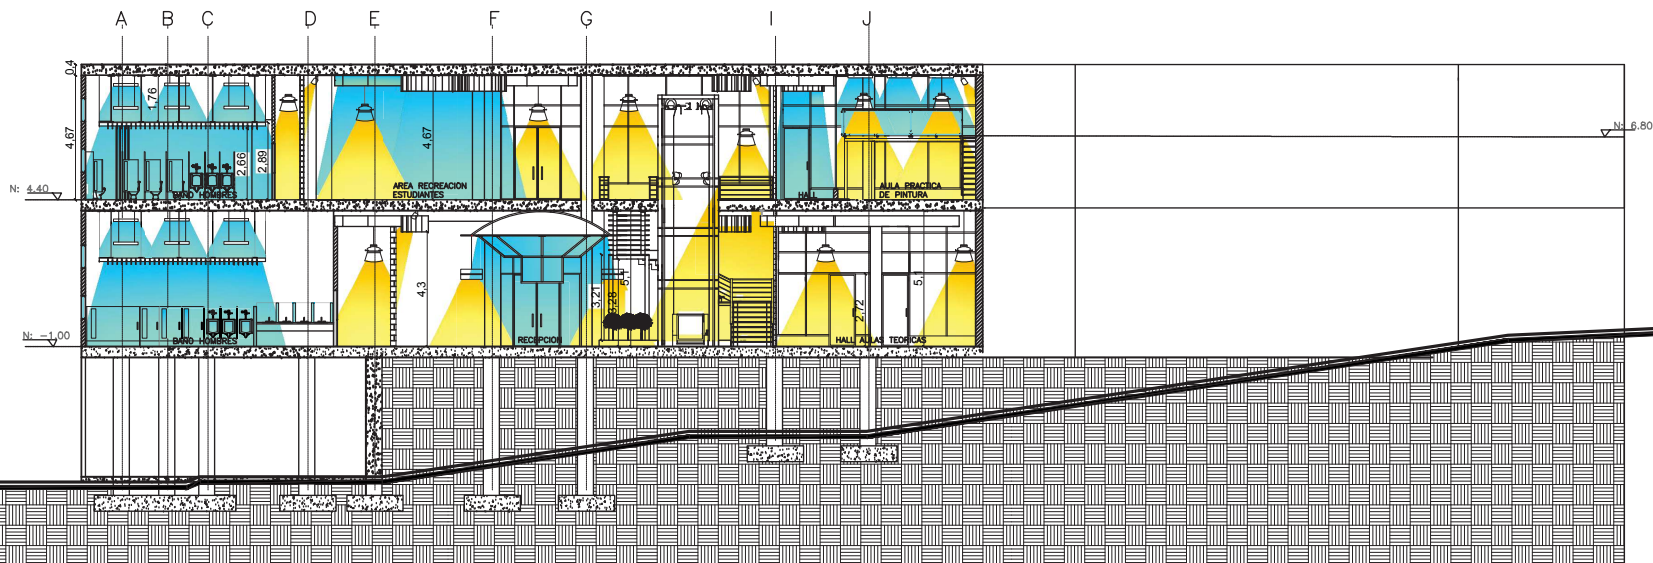 A B C D E F G I J
0,4
1,76
4,67
2,66
2,89
4,67
N: 6.80
N: 4.40
BAÑO HOMBRES
AREA RECREACION
ESTUDIANTES
HALL
AULA PRACTICA
DE PINTURA
4,3
3,21
3,28
5,1
2,72
5,1
N: -1.00
BAÑO HOMBRES
RECEPCION
HALL AULAS TEORICAS